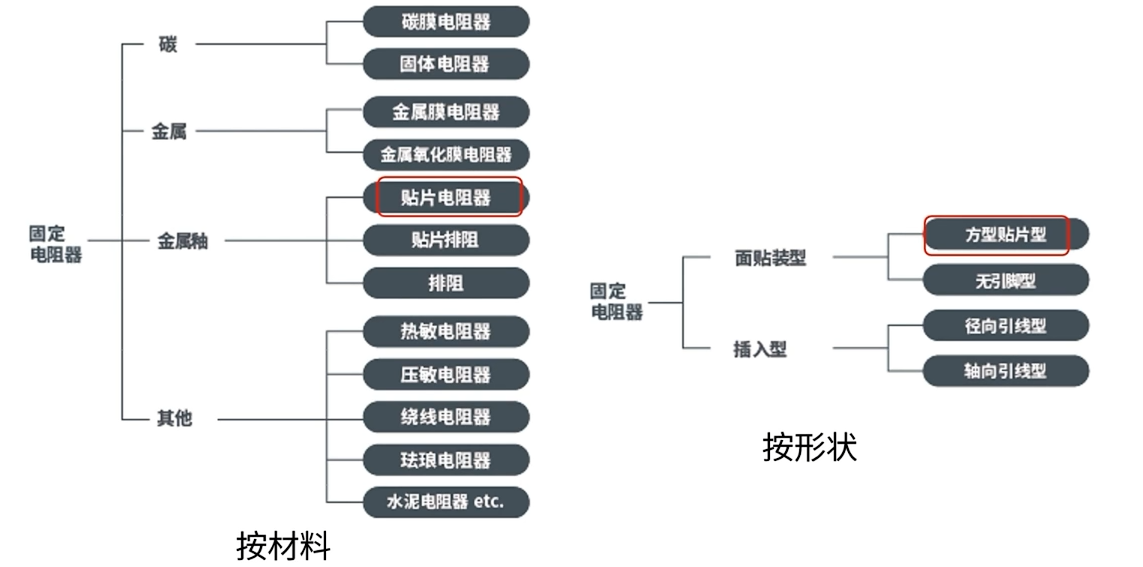 碳
碳膜电阻器
固体电阻器
金属
金属膜电阻器
金属氧化膜电阻器
固定
电阻器
金属釉
贴片电阻器
贴片排阻
排阻
其他
热敏电阻器
压敏电阻器
绕线电阻器
珐琅电阻器
水泥电阻器 etc.
按材料
固定
电阻器
面贴装型
方型贴片型
无引脚型
插入型
径向引线型
轴向引线型
按形状